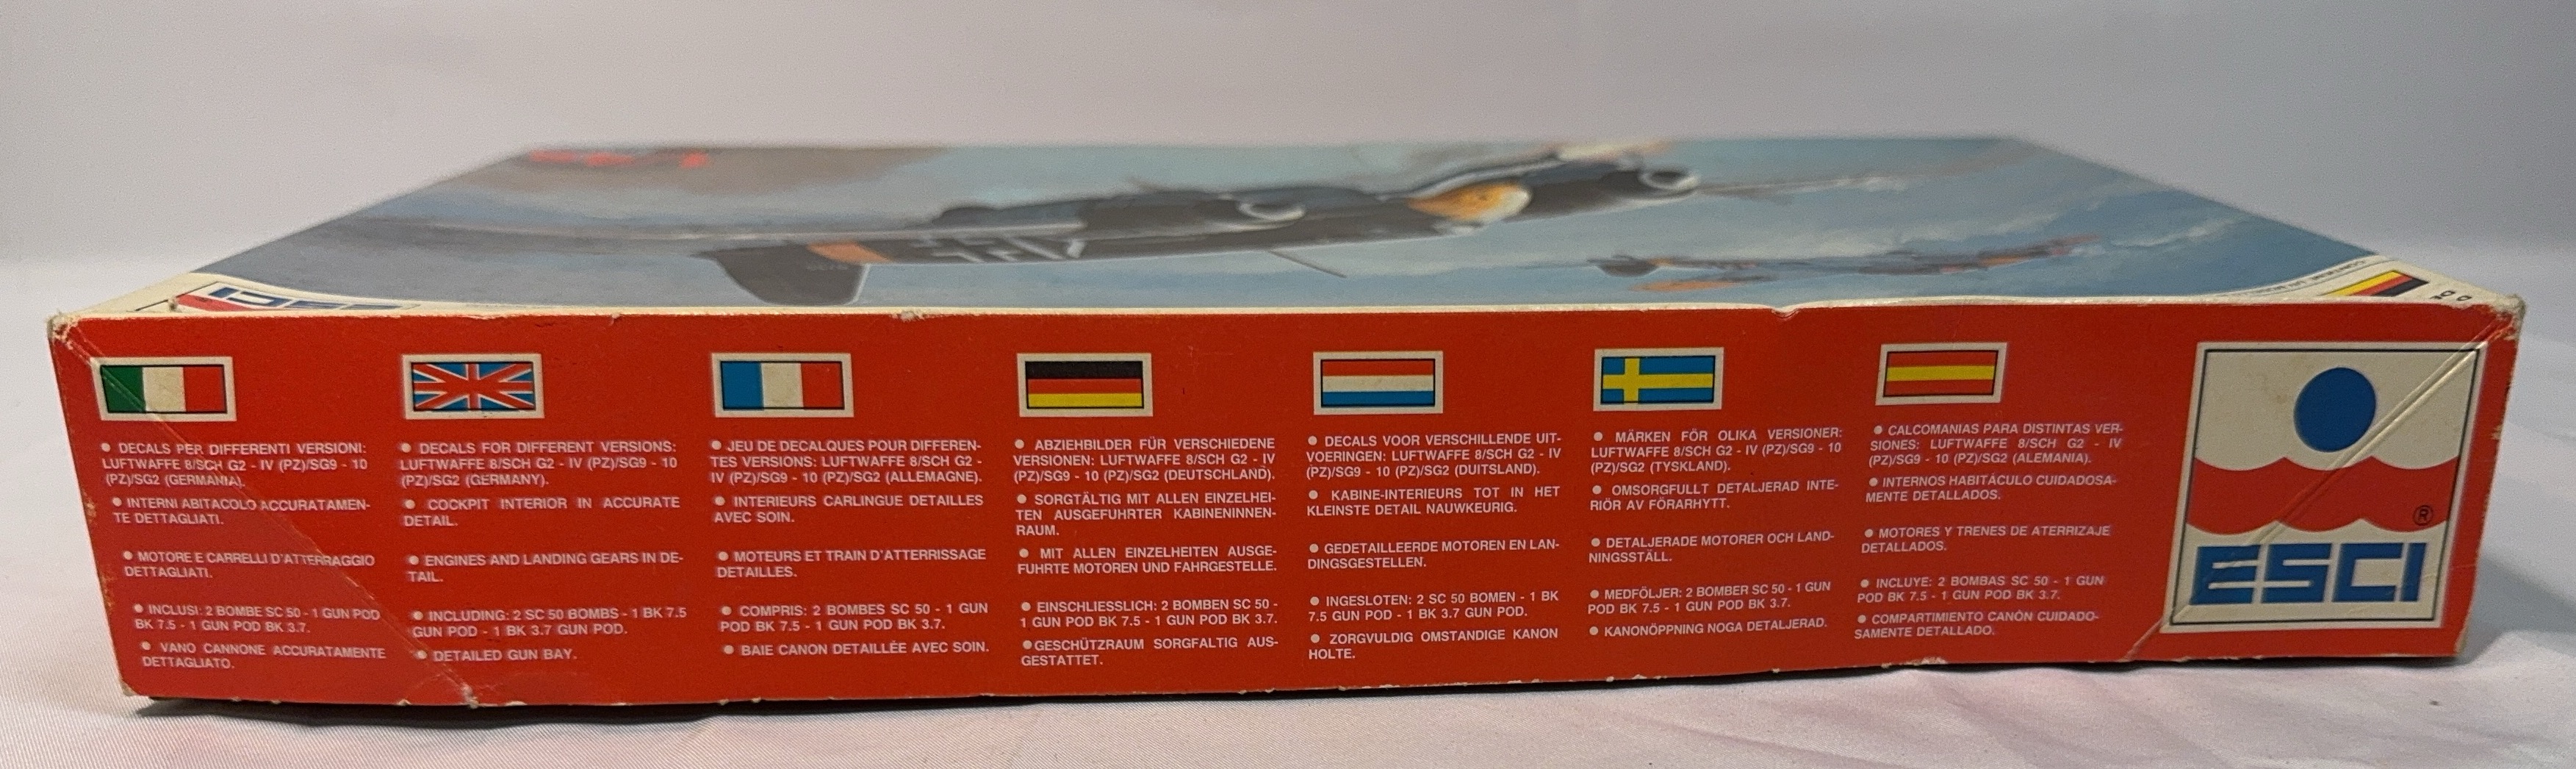 ● DECALS PER DIFFERENTI VERSIONI:
LUFTWAFFE 8/SCH G2 - IV (PZ)/SG9 - 10
(PZ)/SG2 (GERMANIA).
● INTERNI ABITACOLO ACCURATAMEN-
TE DETTAGLIATI.
● MOTORE E CARRELLI D'ATTERRAGGIO
DETTAGLIATI.
● INCLUSI: 2 BOMBE SC 50 - 1 GUN POD
BK 7.5 - 1 GUN POD BK 3.7.
● VANO CANNONE ACCURATAMENTE
DETTAGLIATO.
● DECALS FOR DIFFERENT VERSIONS:
LUFTWAFFE 8/SCH G2 - IV (PZ)/SG9 - 10
(PZ)/SG2 (GERMANY).
● COCKPIT INTERIOR IN ACCURATE
DETAIL.
● ENGINES AND LANDING GEARS IN DE-
TAIL.
● INCLUDING: 2 SC 50 BOMBS - 1 BK 7.5
GUN POD - 1 BK 3.7 GUN POD.
● DETAILED GUN BAY.
● JEU DE DECALQUES POUR DIFFEREN-
TES VERSIONS: LUFTWAFFE 8/SCH G2 -
IV (PZ)/SG9 - 10 (PZ)/SG2 (ALLEMAGNE).
● INTERIEURS CARLINGUE DETAILLES
AVEC SOIN.
● MOTEURS ET TRAIN D'ATTERRISSAGE
DETAILLES.
● COMPRIS: 2 BOMBES SC 50 - 1 GUN
POD BK 7.5 - 1 GUN POD BK 3.7.
● BAIE CANON DETAILLÉE AVEC SOIN.
● ABZIEHBILDER FÜR VERSCHIEDENE
VERSIONEN: LUFTWAFFE 8/SCH G2 - IV
(PZ)/SG9 - 10 (PZ)/SG2 (DEUTSCHLAND).
● SORGTÄLTIG MIT ALLEN EINZELHEI-
TEN AUSGEFUHRTER KABINENINNEN-
RAUM.
● MIT ALLEN EINZELHEITEN AUSGE-
FUHRTE MOTOREN UND FAHRGESTELLE.
● EINSCHLIESSLICH: 2 BOMBEN SC 50 -
1 GUN POD BK 7.5 - 1 GUN POD BK 3.7.
● GESCHÜTZRAUM SORGFALTIG AUS-
GESTATTET.
● DECALS VOOR VERSCHILLENDE UIT-
VOERINGEN: LUFTWAFFE 8/SCH G2 - IV
(PZ)/SG9 - 10 (PZ)/SG2 (DUITSLAND).
● KABINE-INTERIEURS TOT IN HET
KLEINSTE DETAIL NAUWKEURIG.
● GEDETAILLEERDE MOTOREN EN LAN-
DINGSGESTELLEN.
● INGESLOTEN: 2 SC 50 BOMEN - 1 BK
7.5 GUN POD - 1 BK 3.7 GUN POD.
● ZORGVULDIG OMSTANDIGE KANON
HOLTE.
● MÄRKEN FÖR OLIKA VERSIONER:
LUFTWAFFE 8/SCH G2 - IV (PZ)/SG9 - 10
(PZ)/SG2 (TYSKLAND).
● OMSORGFULLT DETALJERAD INTE-
RIÖR AV FÖRARHYTT.
● DETALJERADE MOTORER OCH LAND-
NINGSSTÄLL.
● MEDFÖLJER: 2 BOMBER SC 50 - 1 GUN
POD BK 7.5 - 1 GUN POD BK 3.7.
● KANONÖPPNING NOGA DETALJERAD.
● CALCOMANIAS PARA DISTINTAS VER-
SIONES: LUFTWAFFE 8/SCH G2 - IV
(PZ)/SG9 - 10 (PZ)/SG2 (ALEMANIA).
● INTERNOS HABITÁCULO CUIDADOSA-
MENTE DETALLADOS.
● MOTORES Y TRENES DE ATERRIZAJE
DETALLADOS.
● INCLUYE: 2 BOMBAS SC 50 - 1 GUN
POD BK 7.5 - 1 GUN POD BK 3.7.
● COMPARTIMIENTO CANÓN CUIDADO-
SAMENTE DETALLADO.
®
ESCI
ESCI